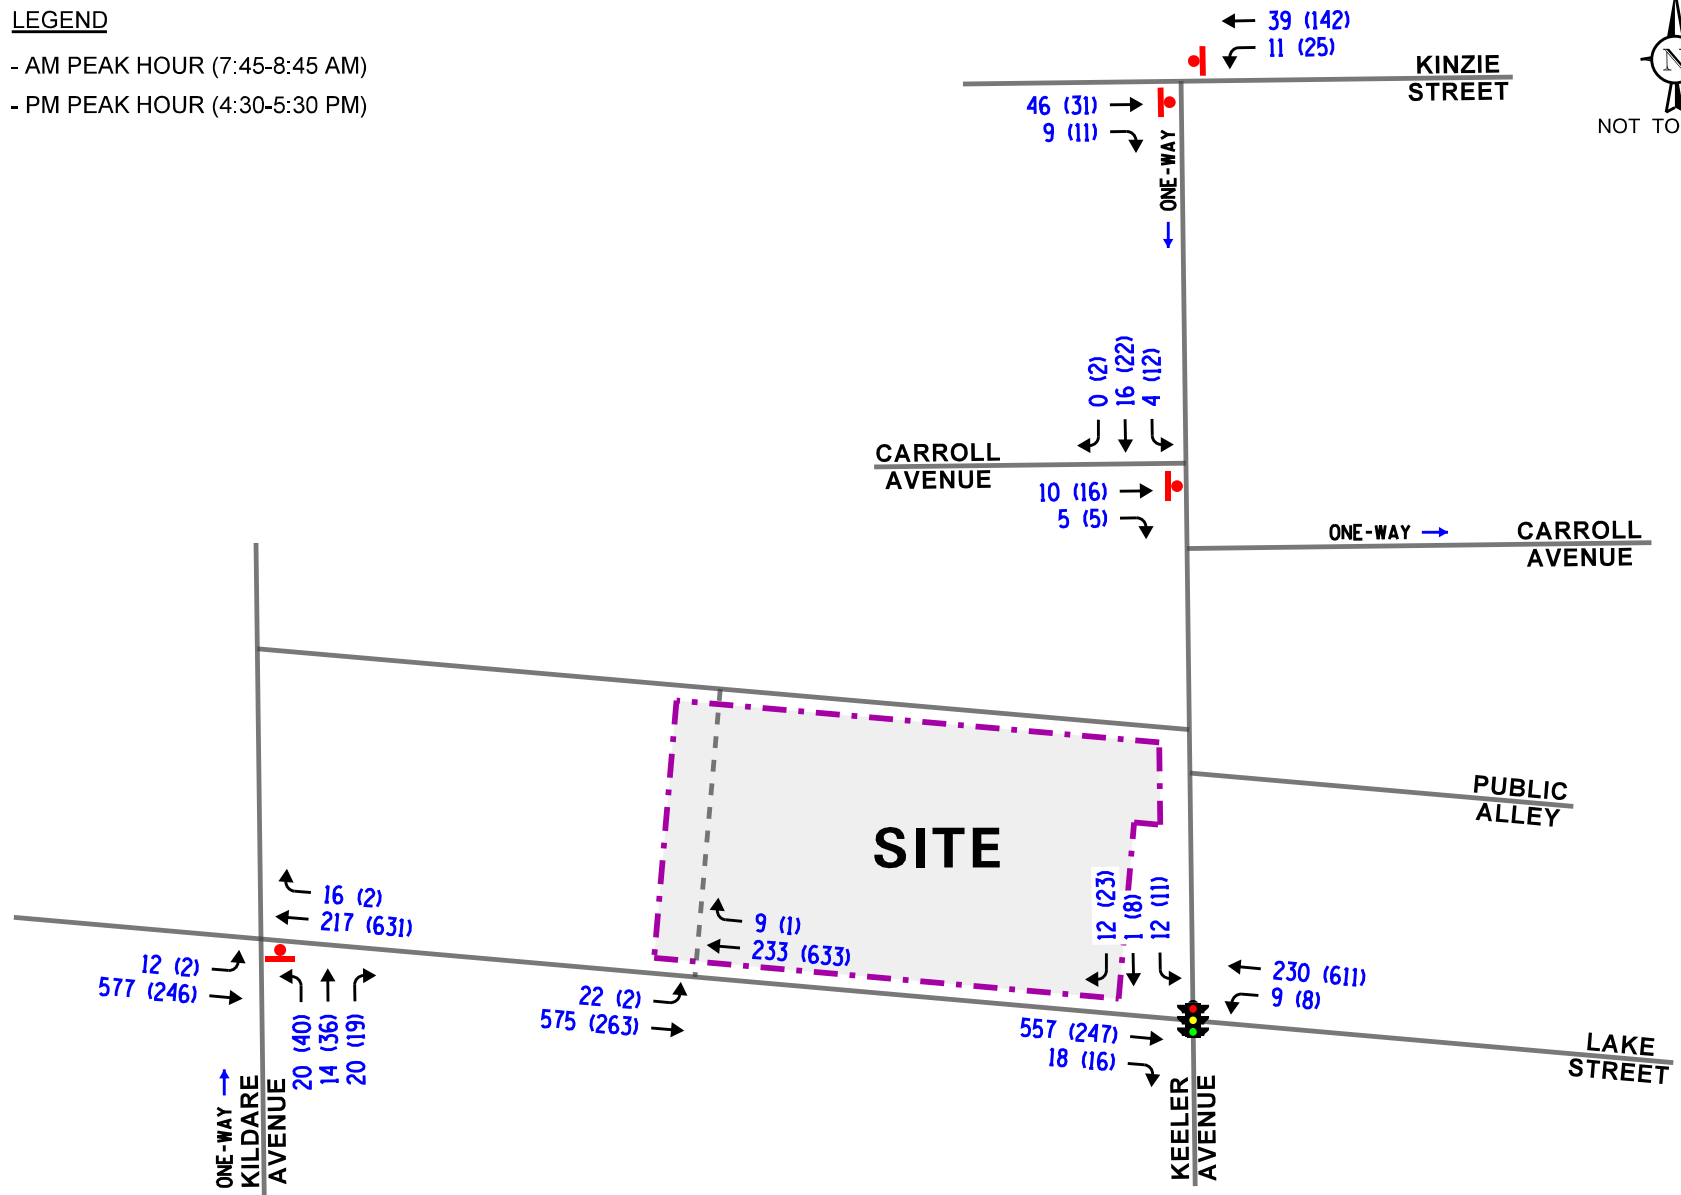 LEGEND
- AM PEAK HOUR (7:45-8:45 AM)
- PM PEAK HOUR (4:30-5:30 PM)
39 (142)
11 (25)
KINZIE
STREET
N
NOT TO
46 (31)
9 (11)
ONE-WAY
0 (2)
16 (22)
4 (12)
CARROLL
AVENUE
10 (16)
5 (5)
ONE-WAY
CARROLL
AVENUE
PUBLIC
ALLEY
SITE
16 (2)
217 (631)
12 (2)
577 (246)
20 (40)
14 (36)
20 (19)
ONE-WAY
KILDARE
AVENUE
9 (1)
233 (633)
22 (2)
575 (263)
12 (23)
1 (8)
12 (11)
230 (611)
9 (8)
557 (247)
18 (16)
KEELER
AVENUE
LAKE
STREET